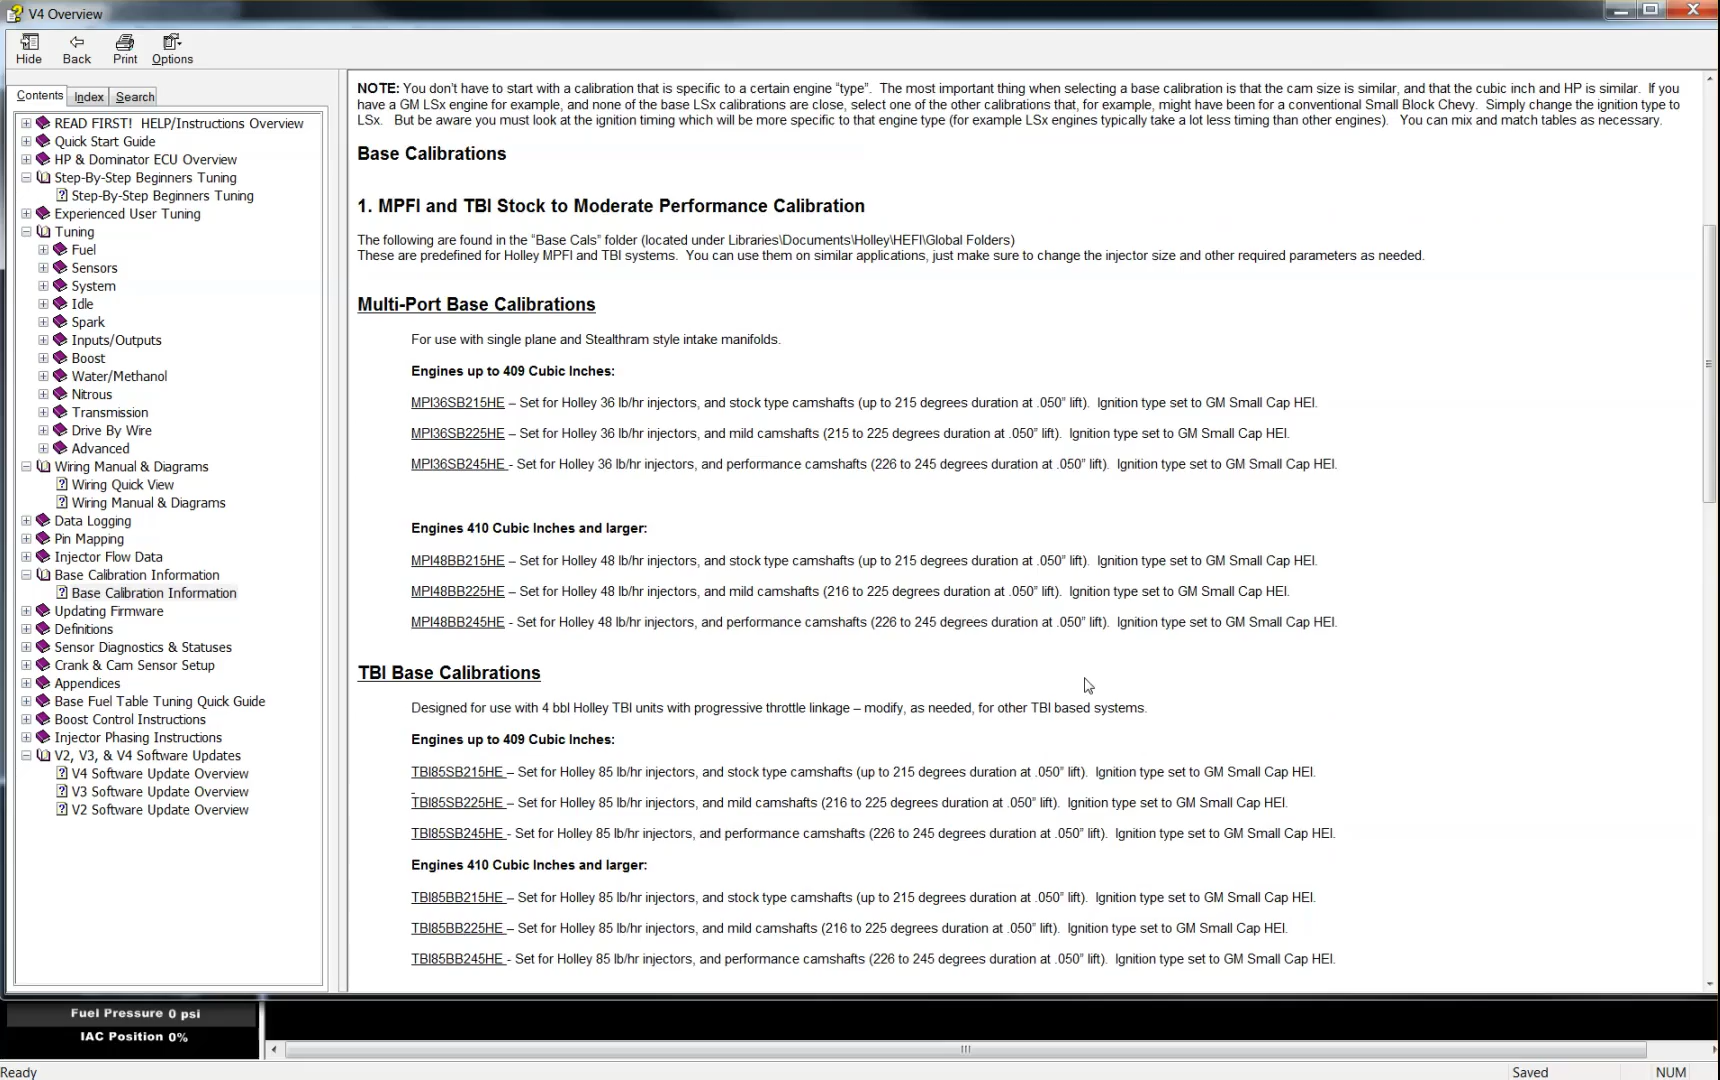 V4 Overview
Hide
Back
Print
Options
Contents
Index
Search
READ FIRST!  HELP/Instructions Overview
Quick Start Guide
HP & Dominator ECU Overview
Step-By-Step Beginners Tuning
Step-By-Step Beginners Tuning
Experienced User Tuning
Tuning
Fuel
Sensors
System
Idle
Spark
Inputs/Outputs
Boost
Water/Methanol
Nitrous
Transmission
Drive By Wire
Advanced
Wiring Manual & Diagrams
Wiring Quick View
Wiring Manual & Diagrams
Data Logging
Pin Mapping
Injector Flow Data
Base Calibration Information
Base Calibration Information
Updating Firmware
Definitions
Sensor Diagnostics & Statuses
Crank & Cam Sensor Setup
Appendices
Base Fuel Table Tuning Quick Guide
Boost Control Instructions
Injector Phasing Instructions
V2, V3, & V4 Software Updates
V4 Software Update Overview
V3 Software Update Overview
V2 Software Update Overview
NOTE: You don't have to start with a calibration that is specific to a certain engine "type".  The most important thing when selecting a base calibration is that the cam size is similar, and that the cubic inch and HP is similar.  If you
have a GM LSx engine for example, and none of the base LSx calibrations are close, select one of the other calibrations that, for example, might have been for a conventional Small Block Chevy.  Simply change the ignition type to
LSx.   But be aware you must look at the ignition timing which will be more specific to that engine type (for example LSx engines typically take a lot less timing than other engines).   You can mix and match tables as necessary.
Base Calibrations
1. MPFI and TBI Stock to Moderate Performance Calibration
The following are found in the "Base Cals" folder (located under Libraries\Documents\Holley\HEFI\Global Folders)
These are predefined for Holley MPFI and TBI systems.  You can use them on similar applications, just make sure to change the injector size and other required parameters as needed.
Multi-Port Base Calibrations
For use with single plane and Stealthram style intake manifolds.
Engines up to 409 Cubic Inches:
MPI36SB215HE – Set for Holley 36 lb/hr injectors, and stock type camshafts (up to 215 degrees duration at .050" lift).  Ignition type set to GM Small Cap HEI.
MPI36SB225HE – Set for Holley 36 lb/hr injectors, and mild camshafts (215 to 225 degrees duration at .050" lift).  Ignition type set to GM Small Cap HEI.
MPI36SB245HE - Set for Holley 36 lb/hr injectors, and performance camshafts (226 to 245 degrees duration at .050" lift).  Ignition type set to GM Small Cap HEI.
Engines 410 Cubic Inches and larger:
MPI48BB215HE – Set for Holley 48 lb/hr injectors, and stock type camshafts (up to 215 degrees duration at .050" lift).  Ignition type set to GM Small Cap HEI.
MPI48BB225HE – Set for Holley 48 lb/hr injectors, and mild camshafts (216 to 225 degrees duration at .050" lift).  Ignition type set to GM Small Cap HEI.
MPI48BB245HE - Set for Holley 48 lb/hr injectors, and performance camshafts (226 to 245 degrees duration at .050" lift).  Ignition type set to GM Small Cap HEI.
TBI Base Calibrations
Designed for use with 4 bbl Holley TBI units with progressive throttle linkage – modify, as needed, for other TBI based systems.
Engines up to 409 Cubic Inches:
TBI85SB215HE – Set for Holley 85 lb/hr injectors, and stock type camshafts (up to 215 degrees duration at .050" lift).  Ignition type set to GM Small Cap HEI.
TBI85SB225HE – Set for Holley 85 lb/hr injectors, and mild camshafts (216 to 225 degrees duration at .050" lift).  Ignition type set to GM Small Cap HEI.
TBI85SB245HE - Set for Holley 85 lb/hr injectors, and performance camshafts (226 to 245 degrees duration at .050" lift).  Ignition type set to GM Small Cap HEI.
Engines 410 Cubic Inches and larger:
TBI85BB215HE – Set for Holley 85 lb/hr injectors, and stock type camshafts (up to 215 degrees duration at .050" lift).  Ignition type set to GM Small Cap HEI.
TBI85BB225HE – Set for Holley 85 lb/hr injectors, and mild camshafts (216 to 225 degrees duration at .050" lift).  Ignition type set to GM Small Cap HEI.
TBI85BB245HE - Set for Holley 85 lb/hr injectors, and performance camshafts (226 to 245 degrees duration at .050" lift).  Ignition type set to GM Small Cap HEI.
Fuel Pressure 0 psi
IAC Position 0%
Ready
Saved
NUM